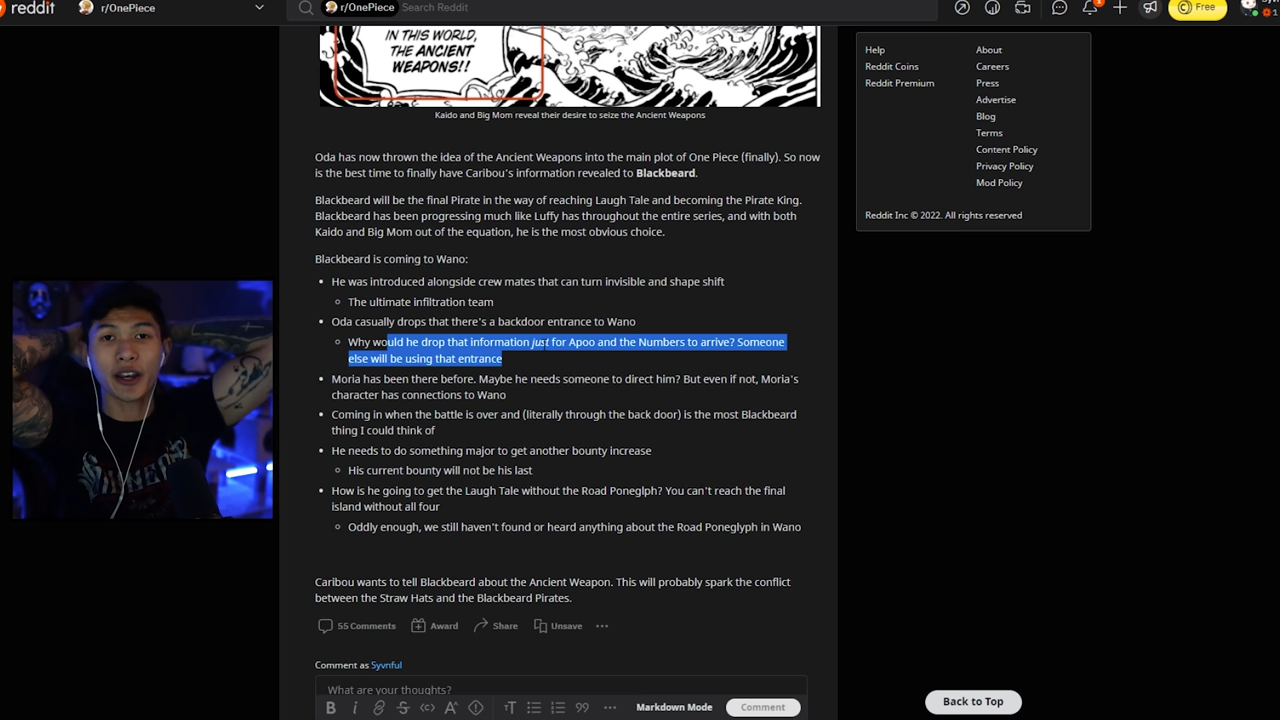 reddit
r/OnePiece
r/OnePiece
Search Reddit
1
Free
1
IN THIS WORLD,
THE ANCIENT
WEAPONS!!
Kaido and Big Mom reveal their desire to seize the Ancient Weapons
Oda has now thrown the idea of the Ancient Weapons into the main plot of One Piece (finally). So now
is the best time to finally have Caribou's information revealed to Blackbeard.
Blackbeard will be the final Pirate in the way of reaching Laugh Tale and becoming the Pirate King.
Blackbeard has been progressing much like Luffy has throughout the entire series, and with both
Kaido and Big Mom out of the equation, he is the most obvious choice.
Blackbeard is coming to Wano:
• He was introduced alongside crew mates that can turn invisible and shape shift
○ The ultimate infiltration team
• Oda casually drops that there's a backdoor entrance to Wano
○ Why would he drop that information just for Apoo and the Numbers to arrive? Someone
else will be using that entrance
• Moria has been there before. Maybe he needs someone to direct him? But even if not, Moria's
character has connections to Wano
• Coming in when the battle is over and (literally through the back door) is the most Blackbeard
thing I could think of
• He needs to do something major to get another bounty increase
○ His current bounty will not be his last
• How is he going to get the Laugh Tale without the Road Poneglph? You can't reach the final
island without all four
○ Oddly enough, we still haven't found or heard anything about the Road Poneglyph in Wano
Caribou wants to tell Blackbeard about the Ancient Weapon. This will probably spark the conflict
between the Straw Hats and the Blackbeard Pirates.
55 Comments Award Share Unsave
Comment as Syvnful
What are your thoughts?
Markdown Mode
Comment
Help About
Reddit Coins Careers
Reddit Premium Press
Advertise
Blog
Terms
Content Policy
Privacy Policy
Mod Policy
Reddit Inc © 2022. All rights reserved
Back to Top